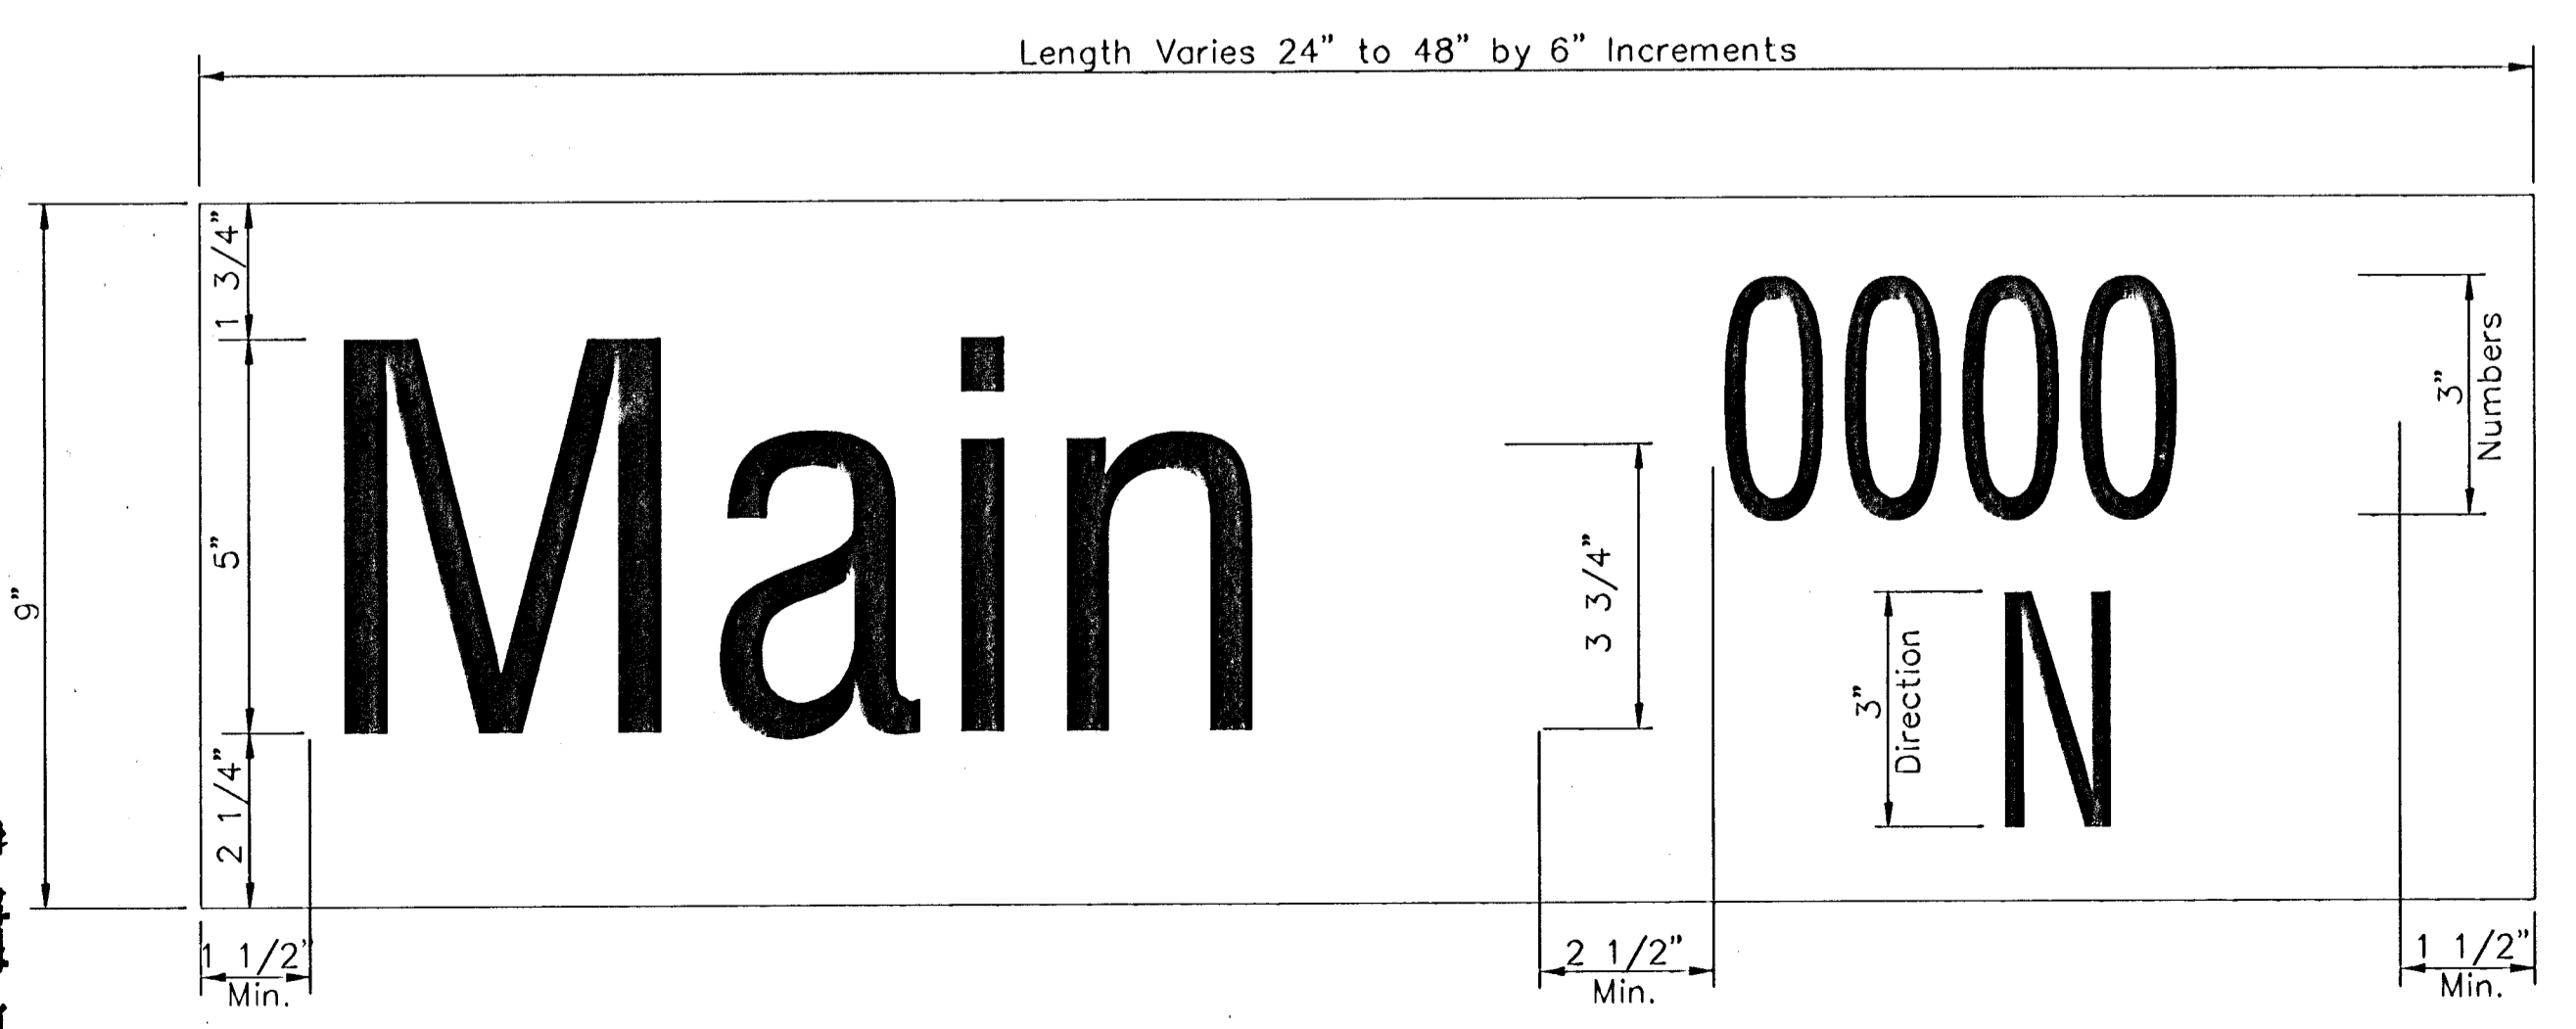 Length Varies 24" to 48" by 6" Increments
1 3/4"
5"
2 1/4"
9"
Main
0000
N
3 3/4"
3"
Numbers
3"
Direction
1 1/2"
Min.
2 1/2"
Min.
1 1/2"
Min.